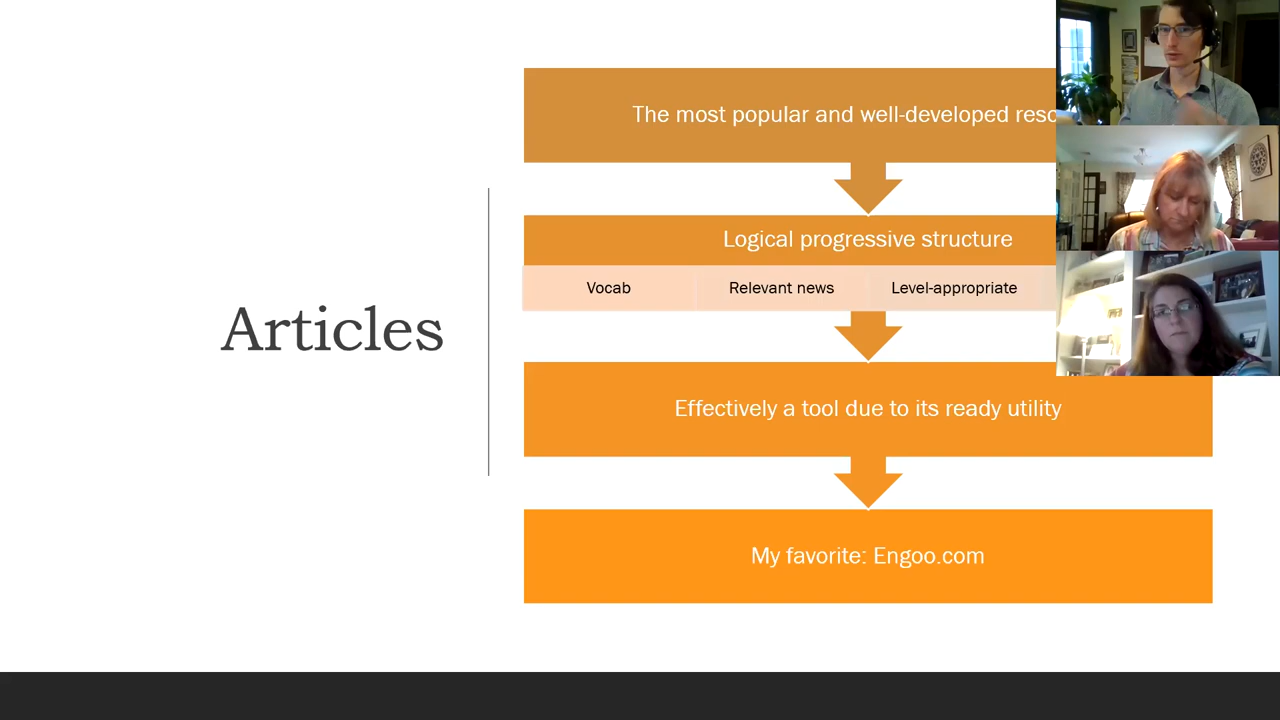 Articles
The most popular and well-developed
Logical progressive structure
Vocab
Relevant news
Level-appropriate
Effectively a tool due to its ready utility
My favorite: Engoo.com